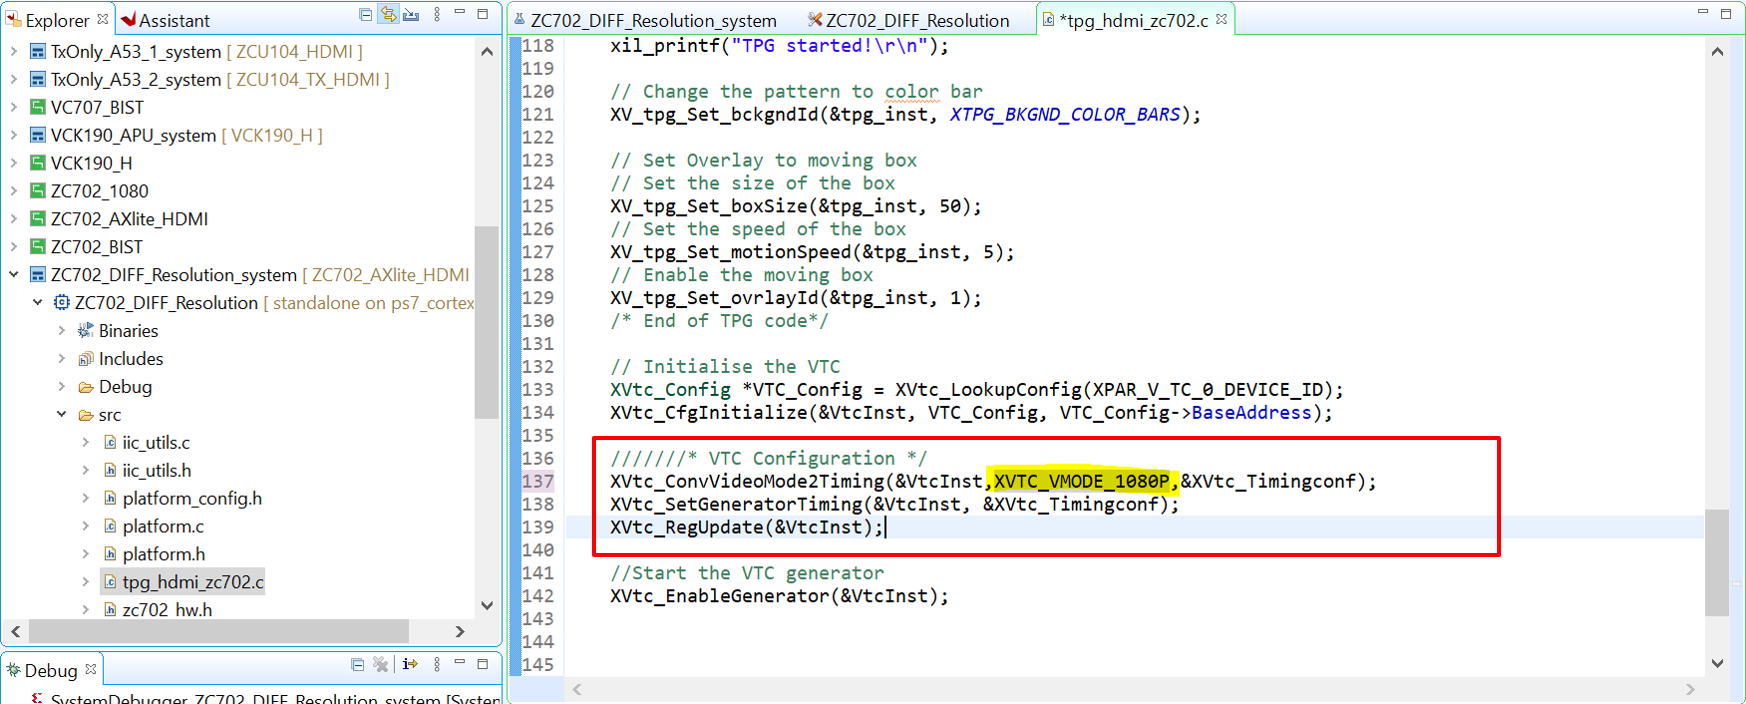 Explorer
Assistant
TxOnly_A53_1_system [ ZCU104_HDMI ]
TxOnly_A53_2_system [ ZCU104_TX_HDMI ]
VC707_BIST
VCK190_APU_system [ VCK190_H ]
VCK190_H
ZC702_1080
ZC702_AXlite_HDMI
ZC702_BIST
ZC702_DIFF_Resolution_system [ ZC702_AXlite_HDMI
ZC702_DIFF_Resolution [ standalone on ps7_cortex
Binaries
Includes
Debug
src
iic_utils.c
iic_utils.h
platform_config.h
platform.c
platform.h
tpg_hdmi_zc702.c
zc702_hw.h
Debug
SystemDebugger_ZC702_DIFF_Resolution_system [System
ZC702_DIFF_Resolution_system
ZC702_DIFF_Resolution
*tpg_hdmi_zc702.c
118 xil_printf("TPG started!\r\n");
119
120 // Change the pattern to color bar
121 XV_tpg_Set_bckgndId(&tpg_inst, XTPG_BKGND_COLOR_BARS);
122
123 // Set Overlay to moving box
124 // Set the size of the box
125 XV_tpg_Set_boxSize(&tpg_inst, 50);
126 // Set the speed of the box
127 XV_tpg_Set_motionSpeed(&tpg_inst, 5);
128 // Enable the moving box
129 XV_tpg_Set_ovrlayId(&tpg_inst, 1);
130 /* End of TPG code*/
131
132 // Initialise the VTC
133 XVtc_Config *VTC_Config = XVtc_LookupConfig(XPAR_V_TC_0_DEVICE_ID);
134 XVtc_CfgInitialize(&VtcInst, VTC_Config, VTC_Config->BaseAddress);
135
136 ///////* VTC Configuration */
137 XVtc_ConvVideoMode2Timing(&VtcInst,XVTC_VMODE_1080P,&XVtc_Timingconf);
138 XVtc_SetGeneratorTiming(&VtcInst, &XVtc_Timingconf);
139 XVtc_RegUpdate(&VtcInst);
140
141 //Start the VTC generator
142 XVtc_EnableGenerator(&VtcInst);
143
144
145